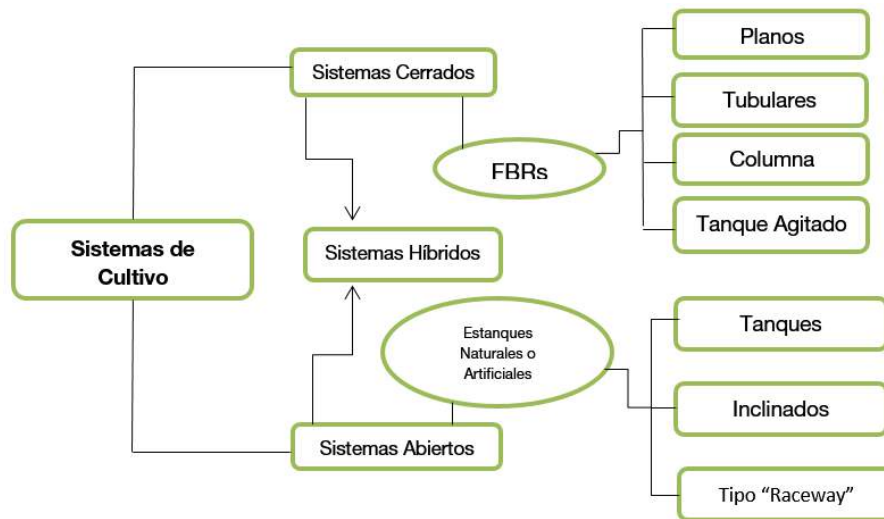 Sistemas de
Cultivo
Sistemas Cerrados
FBRs
Planos
Tubulares
Columna
Tanque Agitado
Sistemas Híbridos
Estanques
Naturales o
Artificiales
Sistemas Abiertos
Tanques
Inclinados
Tipo “Raceway”